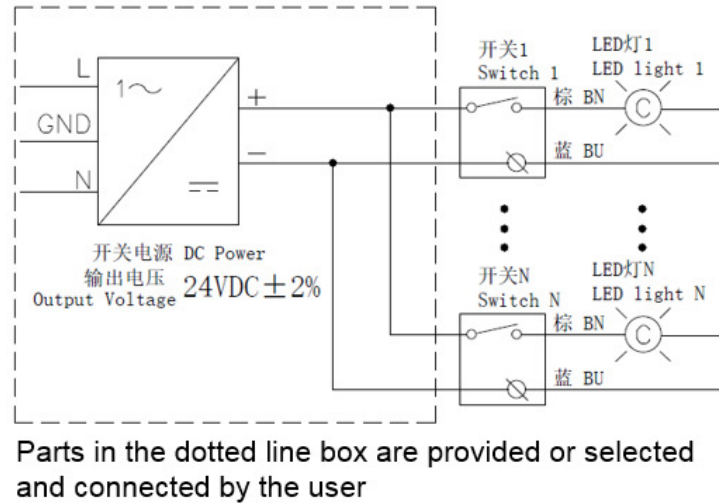 L
GND
N
1~
+
−
开关电源 DC Power
输出电压
Output Voltage 24VDC±2%
开关1
Switch 1
LED灯1
LED light 1
棕 BN
C
蓝 BU
开关N
Switch N
LED灯N
LED light N
棕 BN
C
蓝 BU
Parts in the dotted line box are provided or selected
and connected by the user